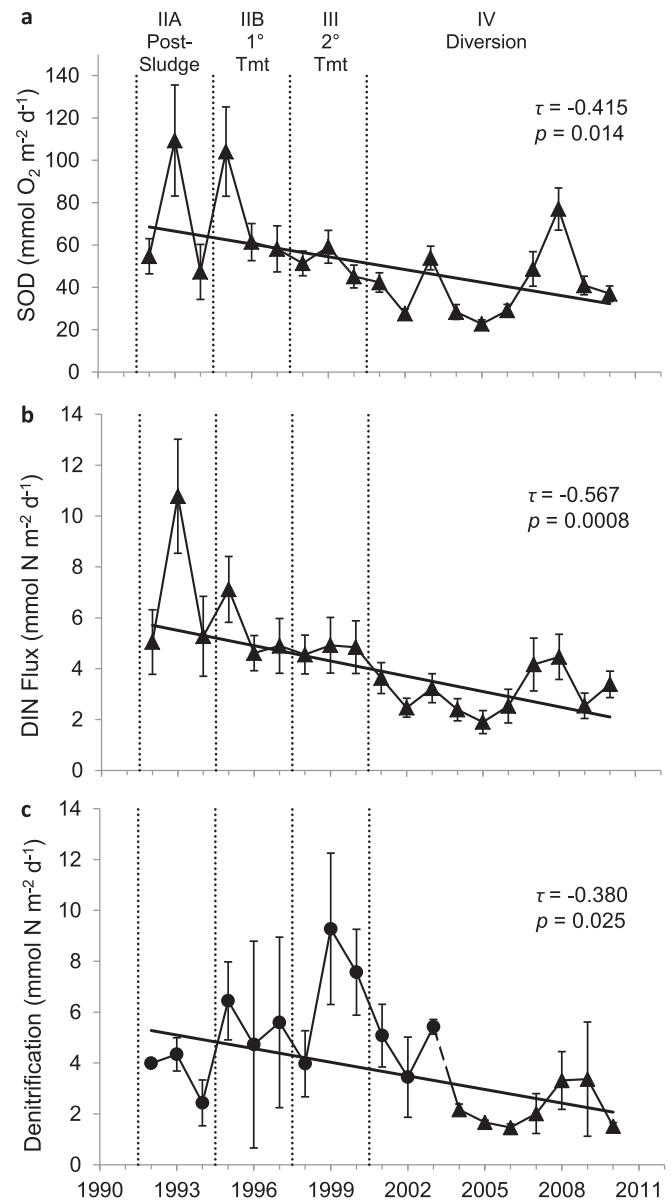 a
IIA IIB III IV
Post- 1° 2° Diversion
Sludge Tmt Tmt
140
120
100
80
60
40
20
0
SOD (mmol O₂ m⁻² d⁻¹)
τ = -0.415
p = 0.014
b
14
12
10
8
6
4
2
0
DIN Flux (mmol N m⁻² d⁻¹)
τ = -0.567
p = 0.0008
c
14
12
10
8
6
4
2
0
Denitrification (mmol N m⁻² d⁻¹)
τ = -0.380
p = 0.025
1990 1993 1996 1999 2002 2005 2008 2011